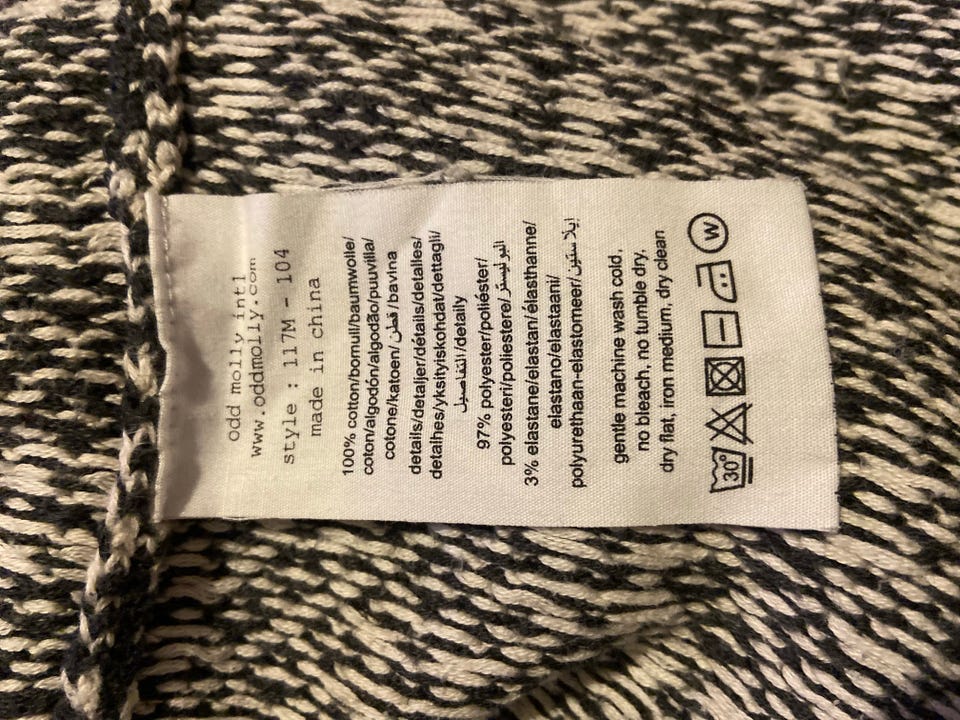 odd molly intl
www.oddmolly.com
style : 117M - 104
made in china
100% cotton/bomull/baumwolle/
coton/algodón/algodão/puuvilla/
cotone/katoen/قطن/bavlna
details/detaljer/détails/detalles/
detalhes/yksityiskohdat/dettagli/
التفاصيل/detaily
97% polyester/poliéster/
polyesteri/poliestere/البوليستر
3% elastane/elastan/élasthanne/
elastano/elastaani/
polyurethaan-elastomeer/إيلاستين
gentle machine wash cold,
no bleach, no tumble dry,
dry flat, iron medium, dry clean
30° W